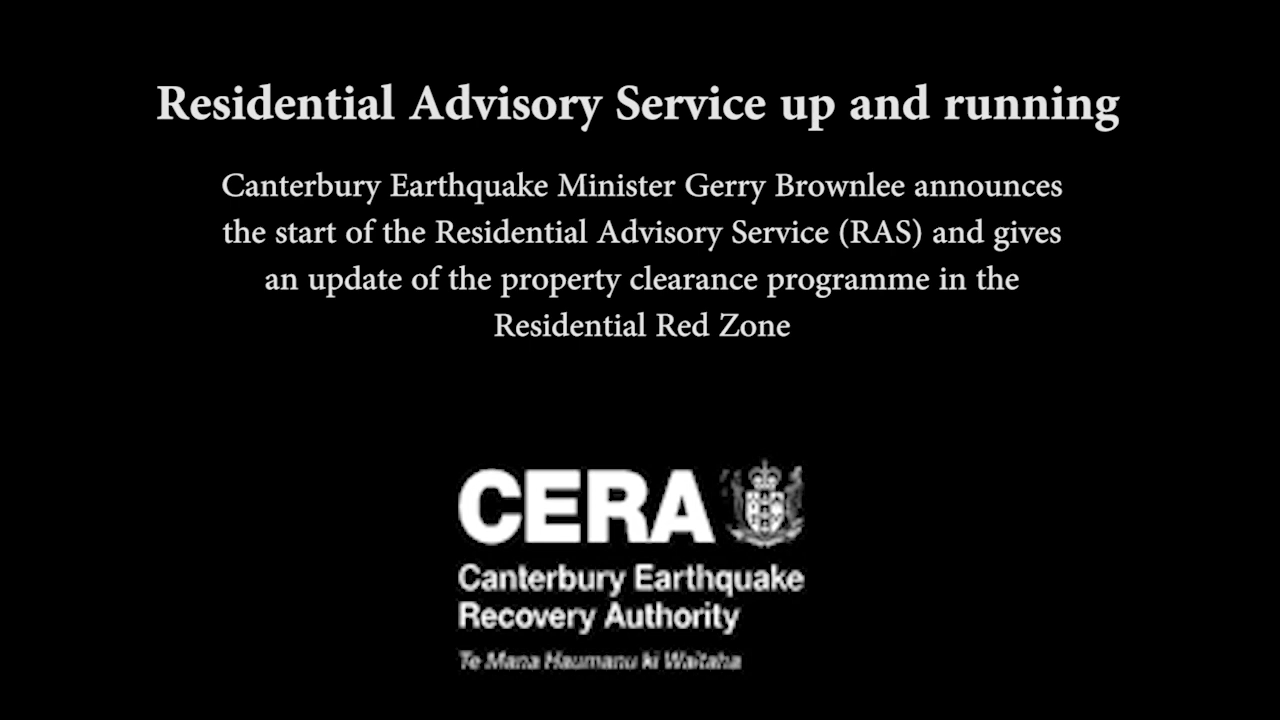 Residential Advisory Service up and running
Canterbury Earthquake Minister Gerry Brownlee announces
the start of the Residential Advisory Service (RAS) and gives
an update of the property clearance programme in the
Residential Red Zone
CERA
Canterbury Earthquake
Recovery Authority
Te Mana Haumanu ki Waitaha